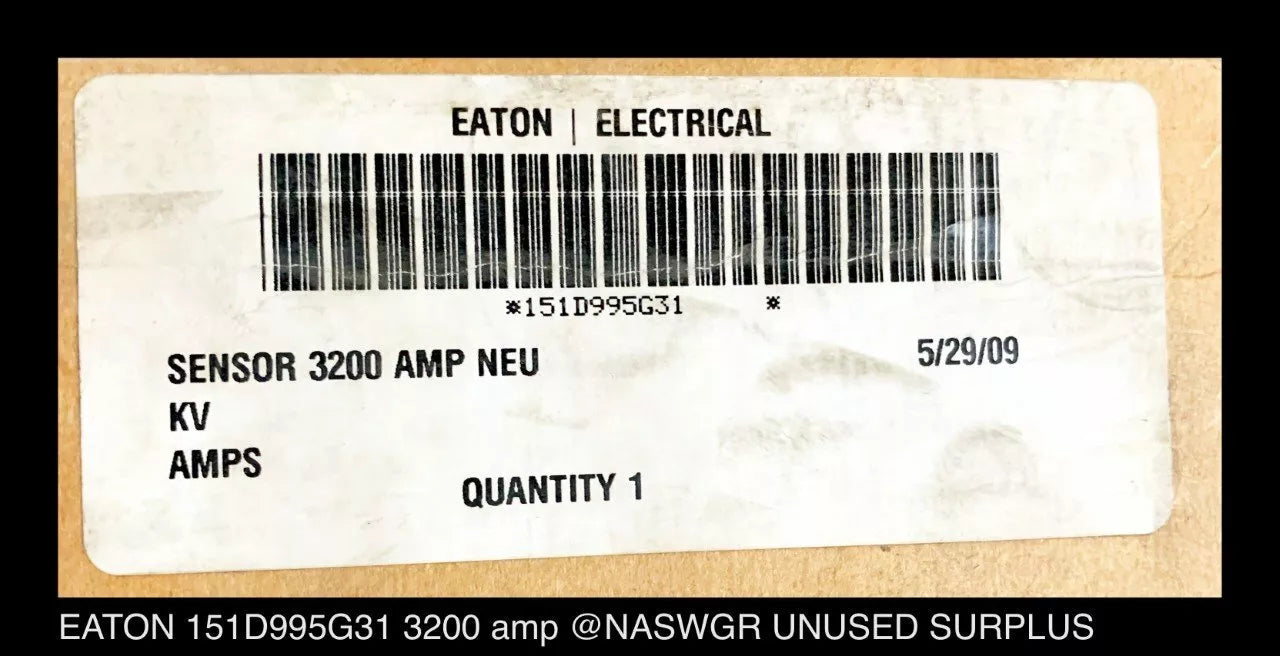 EATON | ELECTRICAL
*151D995G31 *
SENSOR 3200 AMP NEU
5/29/09
KV
AMPS
QUANTITY 1
EATON 151D995G31 3200 amp @NASWGR UNUSED SURPLUS